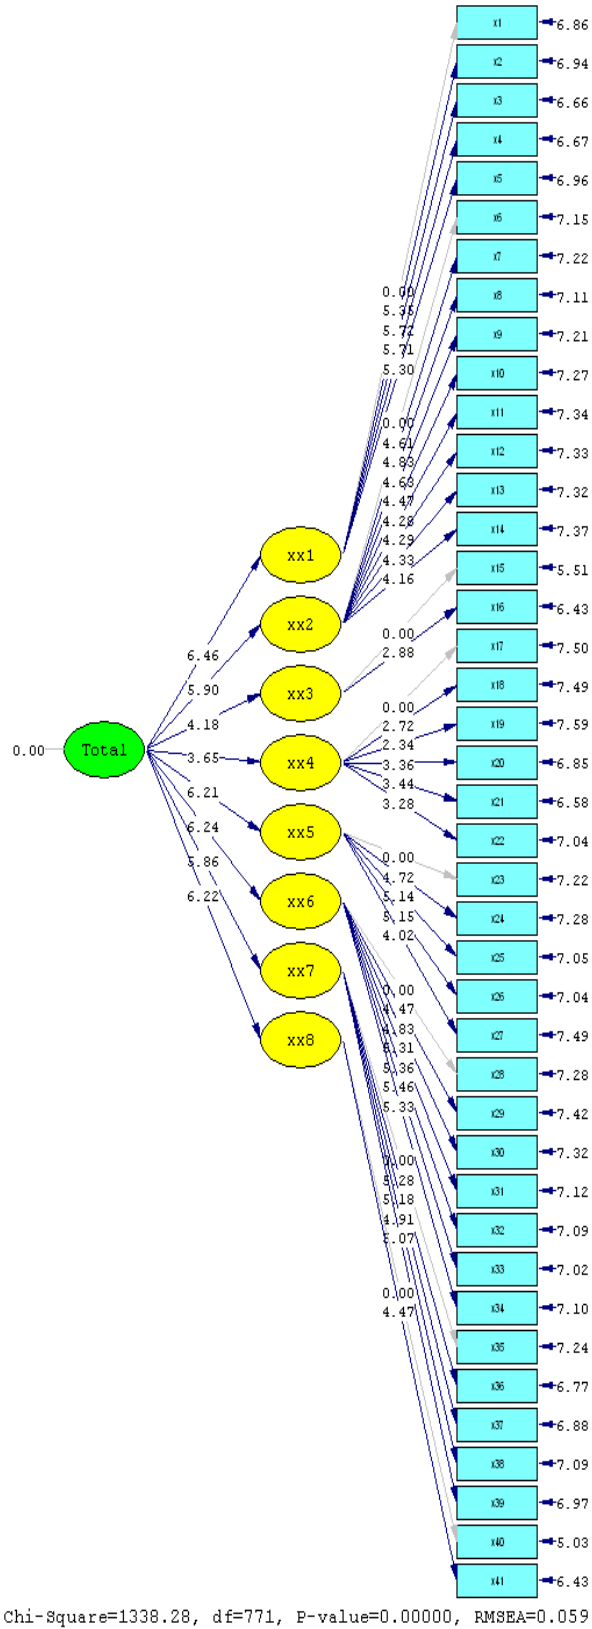 x1 6.86
x2 6.94
x3 6.66
x4 6.67
x5 6.96
x6 7.15
x7 7.22
0.00 x8 7.11
5.35
5.72 x9 7.21
5.71
5.30 x10 7.27
x11 7.34
0.00
4.61 x12 7.33
4.83
4.63 x13 7.32
4.47
4.28 x14 7.37
4.29
xx1 4.33 x15 5.51
4.16
x16 6.43
xx2
0.00 x17 7.50
6.46 2.88
5.90 xx3 x18 7.49
0.00
4.18 2.72 x19 7.59
2.34
0.00 Total 3.65 xx4 3.36 x20 6.85
3.44
6.21 3.28 x21 6.58
6.24 xx5 x22 7.04
5.86 0.00
4.72 x23 7.22
6.22 xx6 5.14
5.15 x24 7.28
4.02
x25 7.05
xx7
0.00 x26 7.04
4.47
4.83 x27 7.49
xx8
5.36 x28 7.28
5.46
5.33 x29 7.42
x30 7.32
0.00
5.28 x31 7.12
5.18
4.91 x32 7.09
x33 7.02
0.00
4.47 x34 7.10
x35 7.24
x36 6.77
x37 6.88
x38 7.09
x39 6.97
x40 5.03
x41 6.43
Chi-Square=1338.28, df=771, P-value=0.00000, RMSEA=0.059